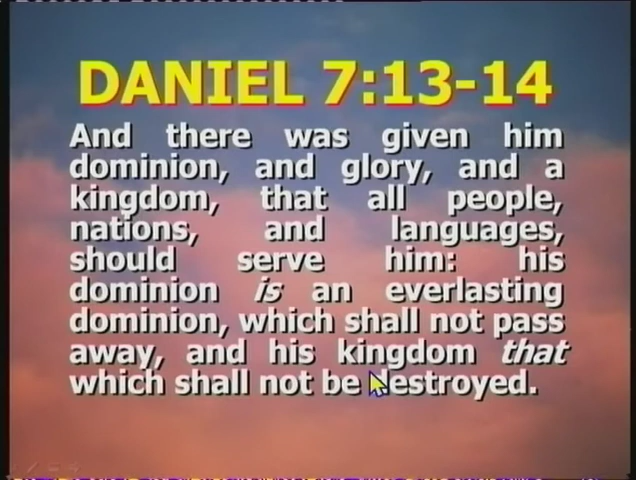 DANIEL 7:13-14
And there was given him
dominion, and glory, and a
kingdom, that all people,
nations, and languages,
should serve him: his
dominion is an everlasting
dominion, which shall not pass
away, and his kingdom that
which shall not be destroyed.